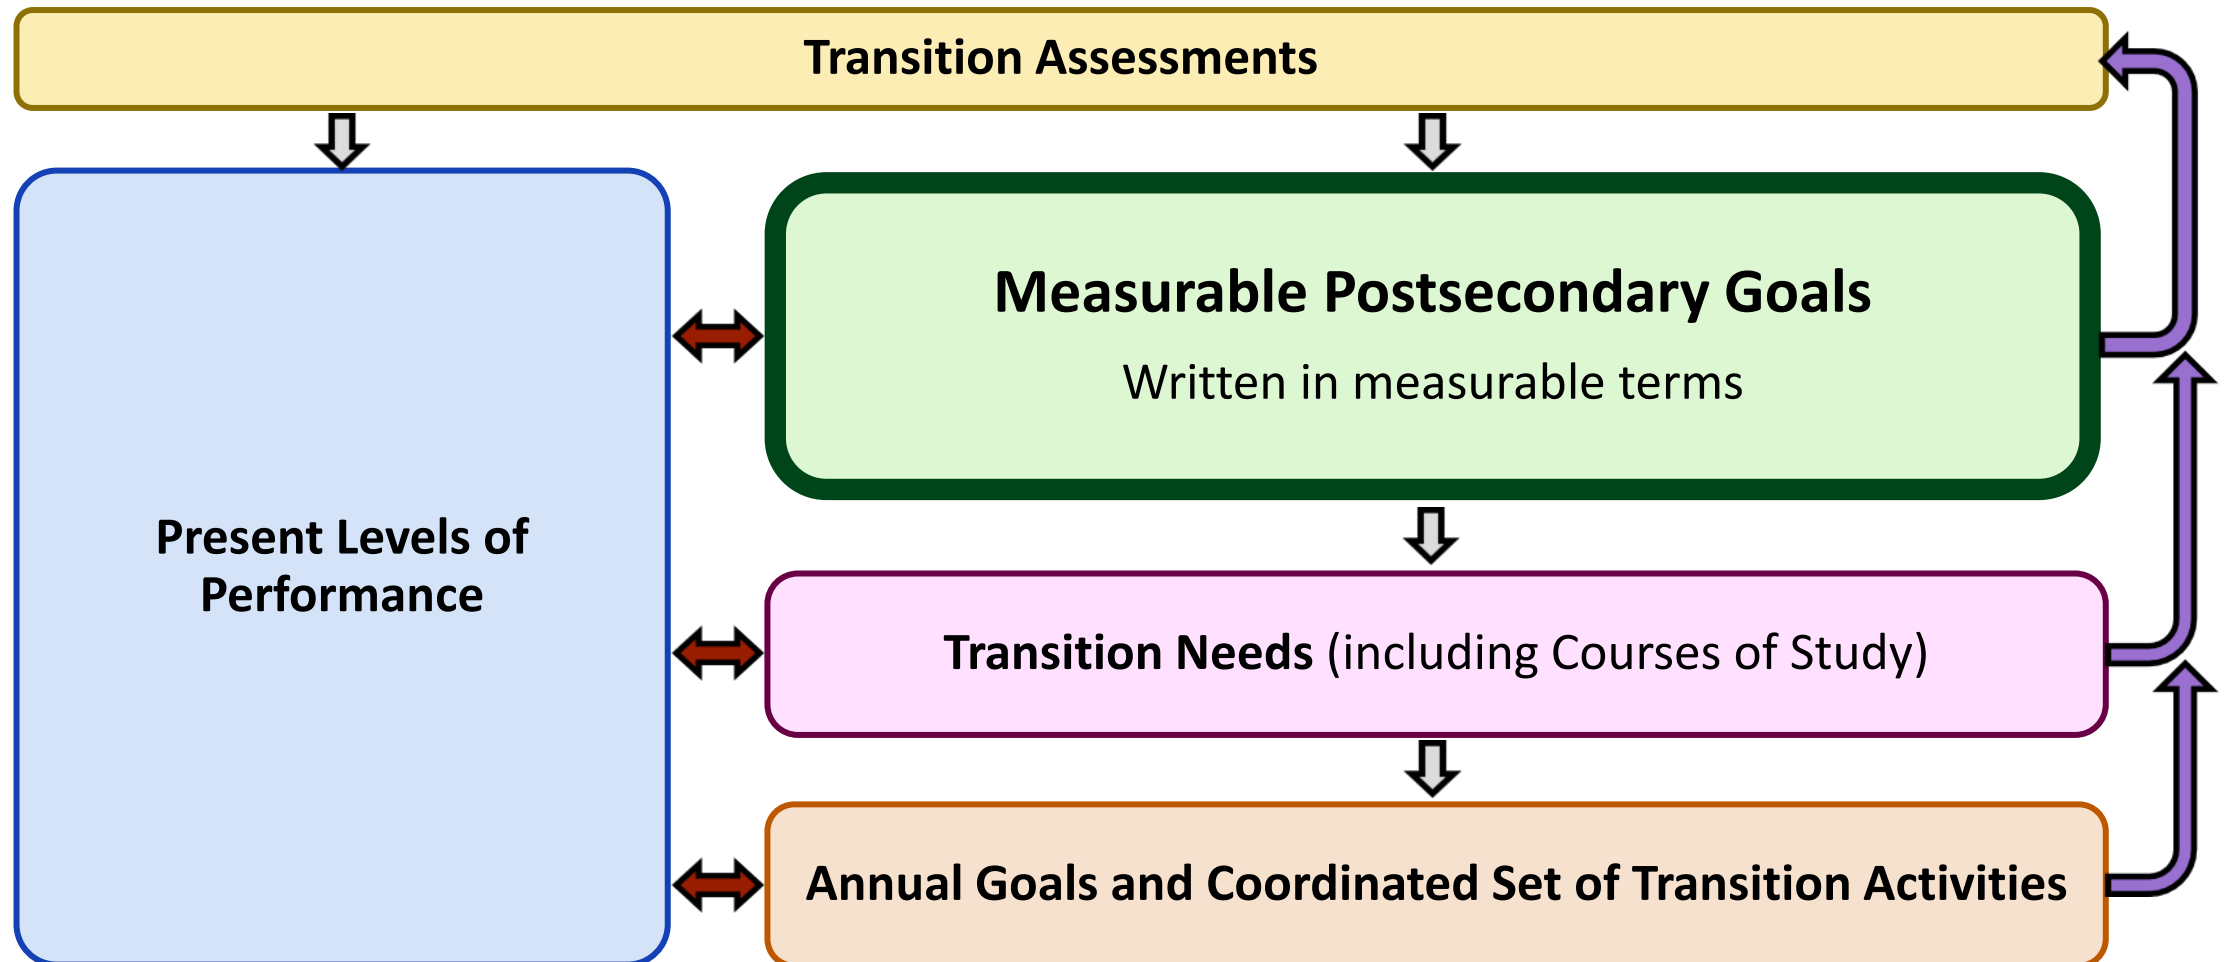 Transition Assessments
Present Levels of
Performance
Measurable Postsecondary Goals
Written in measurable terms
Transition Needs (including Courses of Study)
Annual Goals and Coordinated Set of Transition Activities